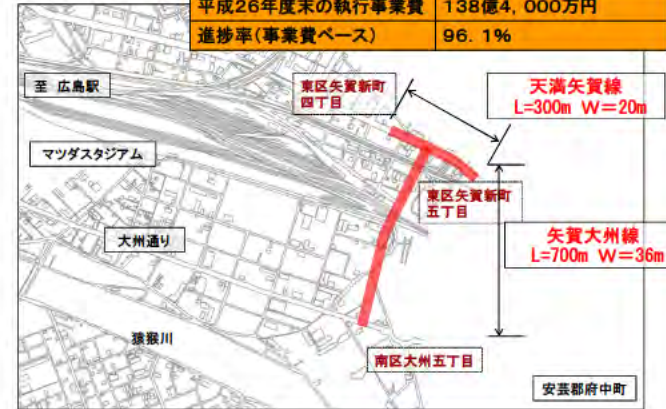 平成26年度末の執行事業費 138億4,000万円
進捗率(事業費ベース) 96.1%
至 広島駅
東区矢賀新町
四丁目
天満矢賀線
L=300m W=20m
マツダスタジアム
東区矢賀新町
五丁目
大州通り
矢賀大州線
L=700m W=36m
猿猴川
南区大州五丁目
安芸郡府中町